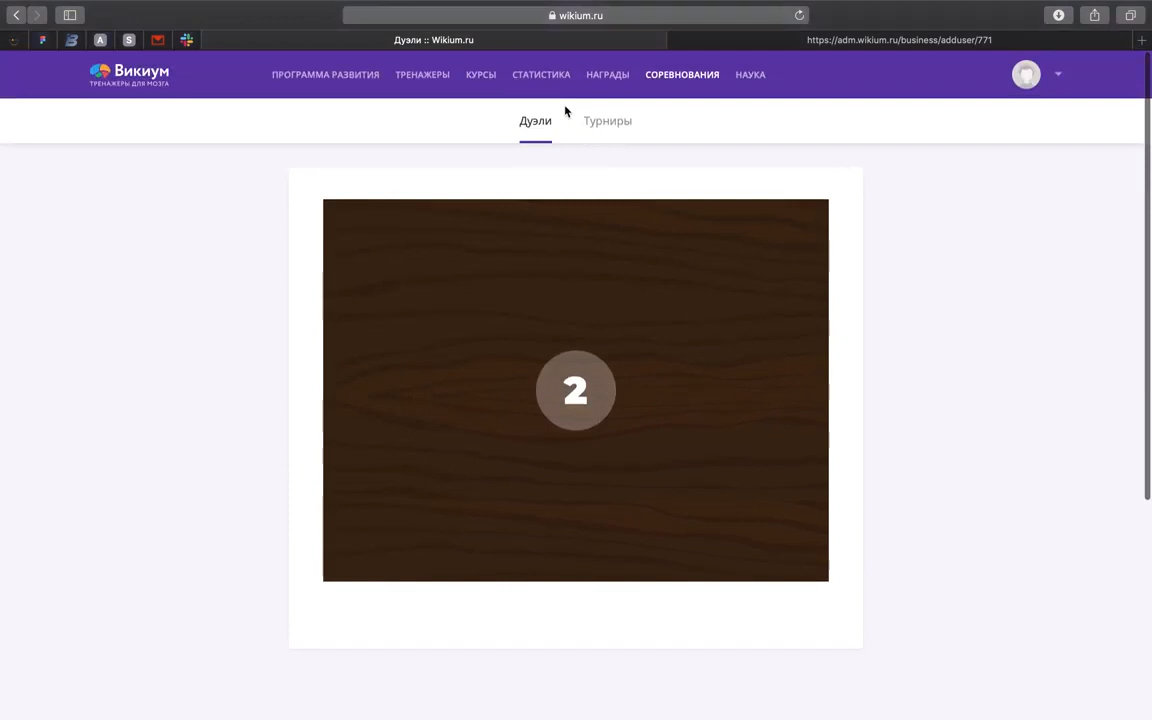 wikium.ru
Дуэли :: Wikium.ru
https://adm.wikium.ru/business/adduser/771
A
S
Викиум
ТРЕНАЖЕРЫ ДЛЯ МОЗГА
ПРОГРАММА РАЗВИТИЯ
ТРЕНАЖЕРЫ
КУРСЫ
СТАТИСТИКА
НАГРАДЫ
СОРЕВНОВАНИЯ
НАУКА
Дуэли
Турниры
2